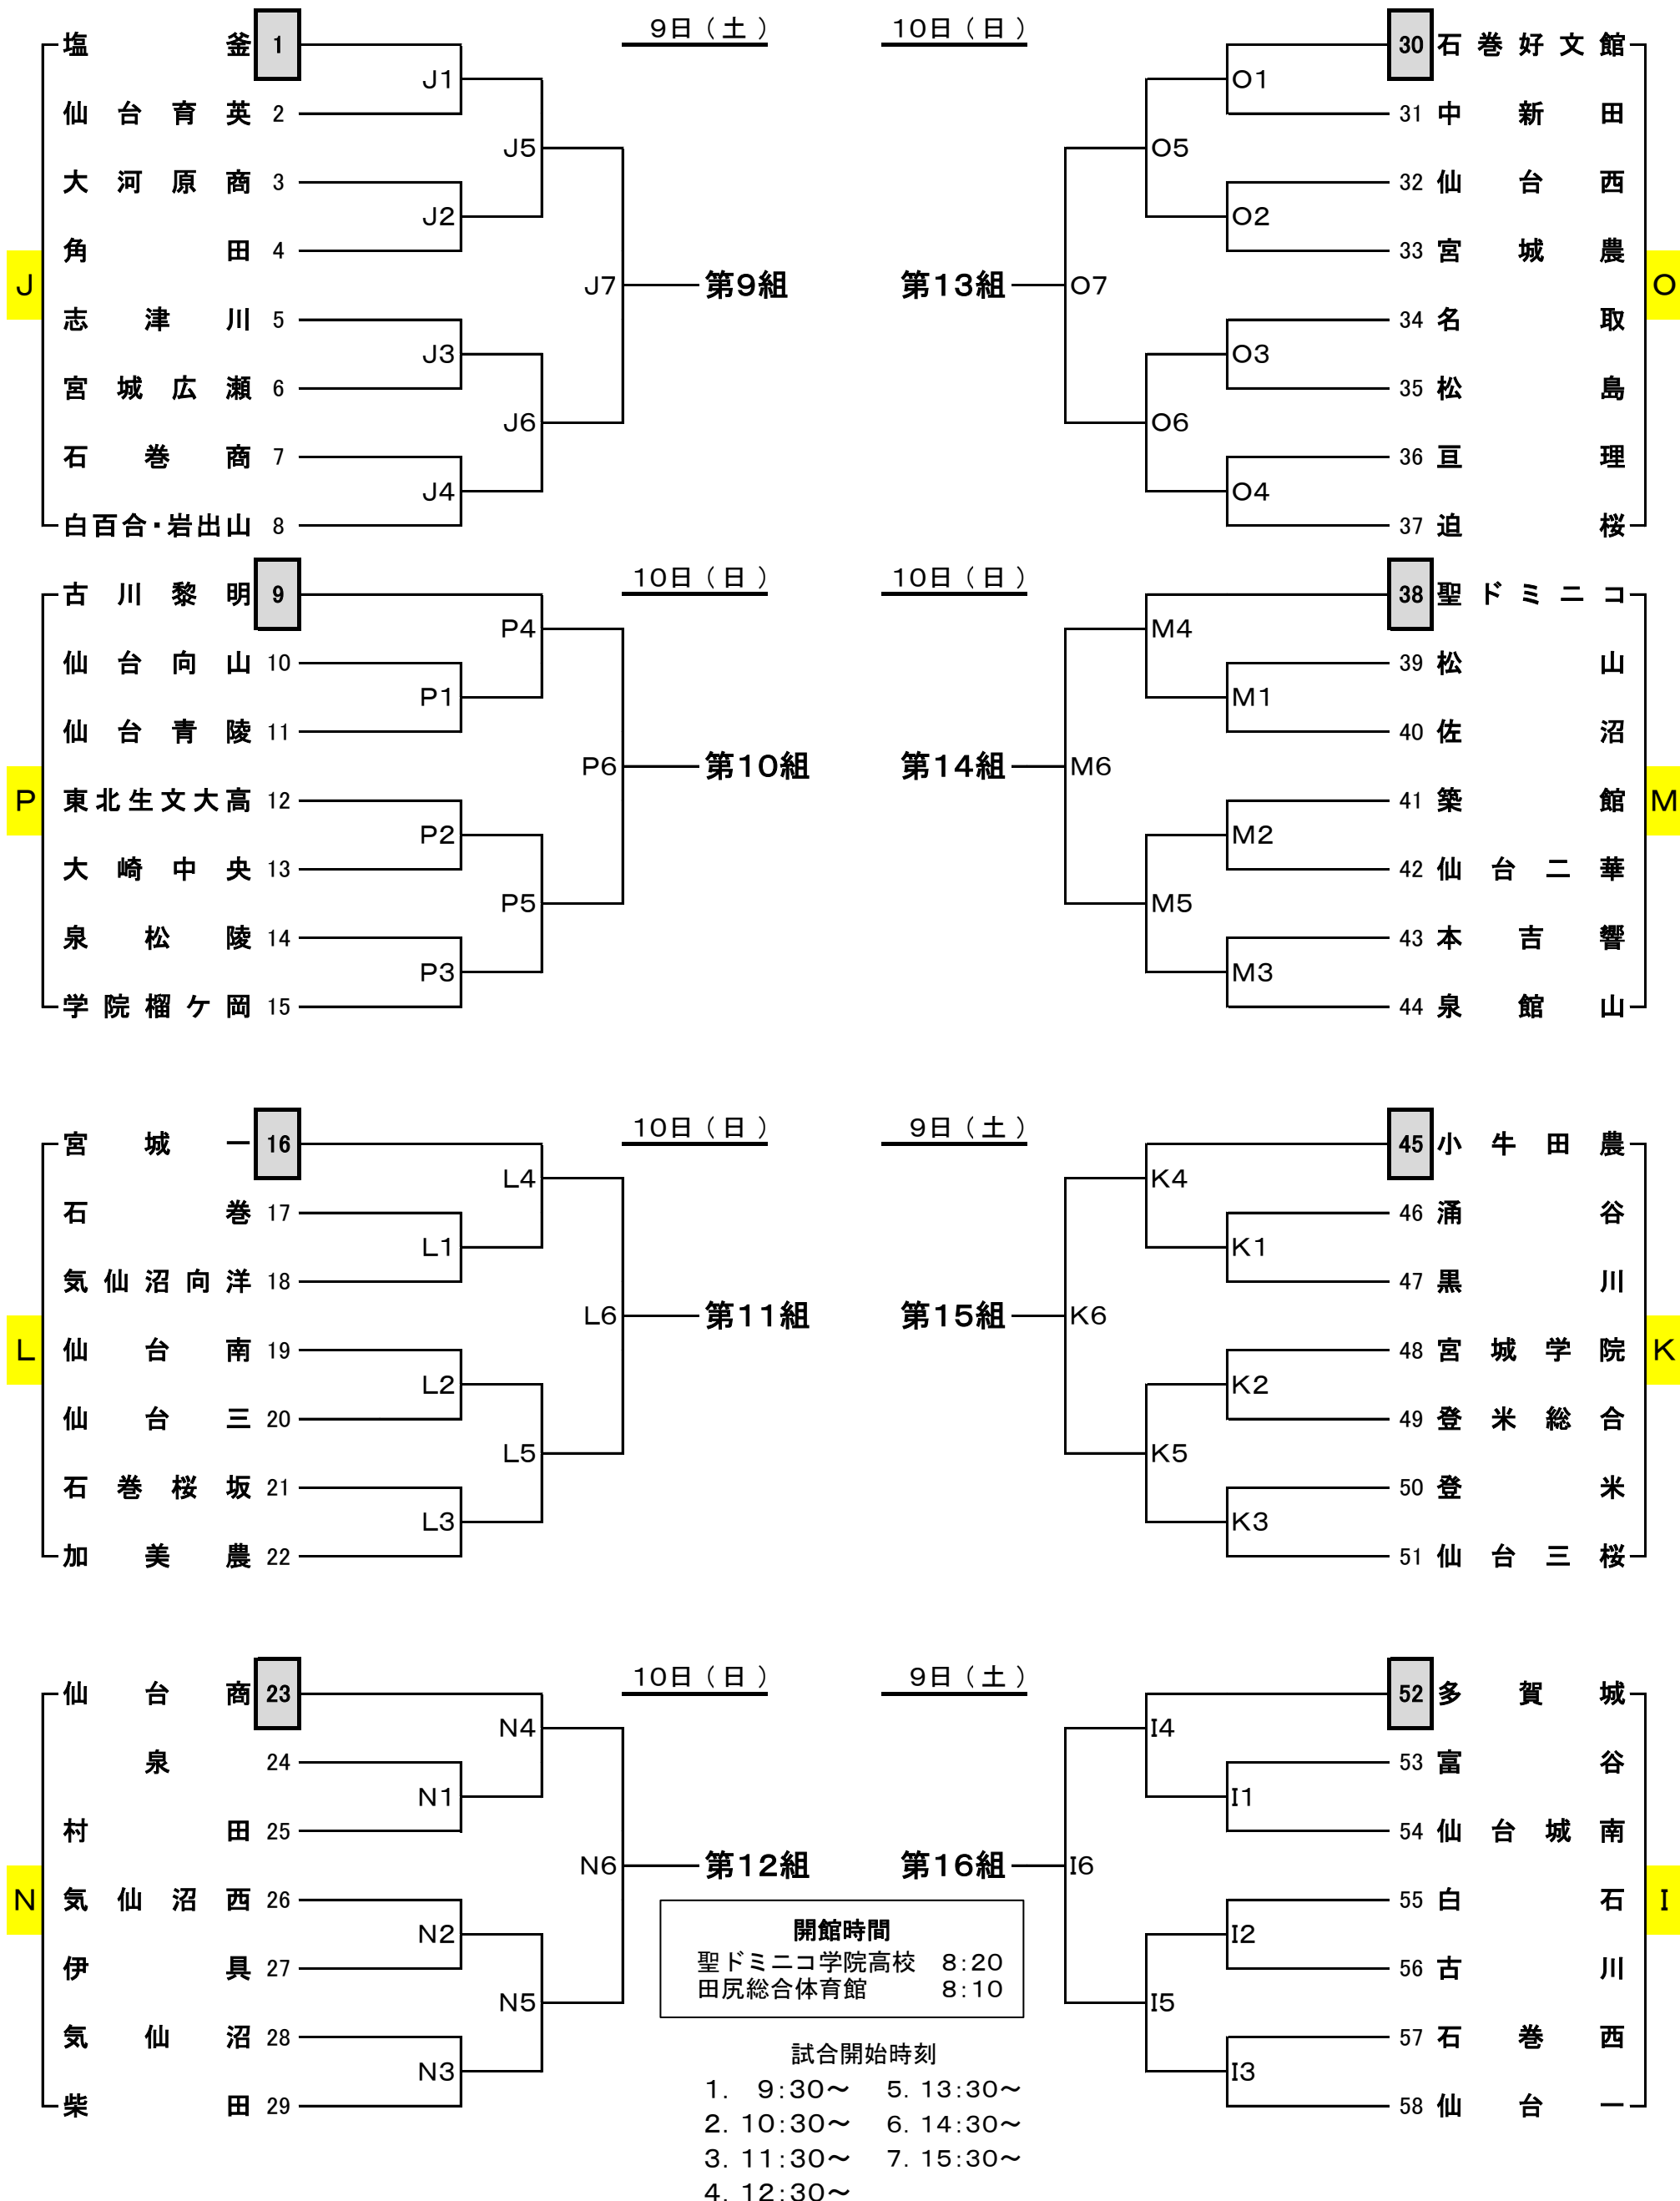 9日（土） 10日（日）
塩釜 1 30 石巻好文館
J1 O1
仙台育英 2 31 中新田
J5 O5
大河原商 3 32 仙台西
J2 O2
角田 4 33 宮城農
J J7 第9組 第13組 O7 O
志津川 5 34 名取
J3 O3
宮城広瀬 6 35 松島
J6 O6
石巻商 7 36 亘理
J4 O4
白百合・岩出山 8 37 迫桜
10日（日） 10日（日）
古川黎明 9 38 聖ドミニコ
P4 M4
仙台向山 10 39 松山
P1 M1
仙台青陵 11 40 佐沼
P6 第10組 第14組 M6
P 東北生文大高 12 41 築館 M
P2 M2
大崎中央 13 42 仙台二華
P5 M5
泉松陵 14 43 本吉響
P3 M3
学院榴ケ岡 15 44 泉館山
10日（日） 9日（土）
宮城一 16 45 小牛田農
L4 K4
石巻 17 46 涌谷
L1 K1
気仙沼向洋 18 47 黒川
L6 第11組 第15組 K6
L 仙台南 19 48 宮城学院 K
L2 K2
仙台三 20 49 登米総合
L5 K5
石巻桜坂 21 50 登米
L3 K3
加美農 22 51 仙台三桜
10日（日） 9日（土）
仙台商 23 52 多賀城
N4 I4
泉 24 53 富谷
N1 I1
村田 25 54 仙台城南
N6 第12組 第16組 I6
N 気仙沼西 26 55 白石 I
N2 I2
伊具 27 56 古川
N5 I5
気仙沼 28 57 石巻西
N3 I3
柴田 29 58 仙台一
開館時間
聖ドミニコ学院高校 8:20
田尻総合体育館 8:10
試合開始時刻
1. 9:30～ 5. 13:30～
2. 10:30～ 6. 14:30～
3. 11:30～ 7. 15:30～
4. 12:30～